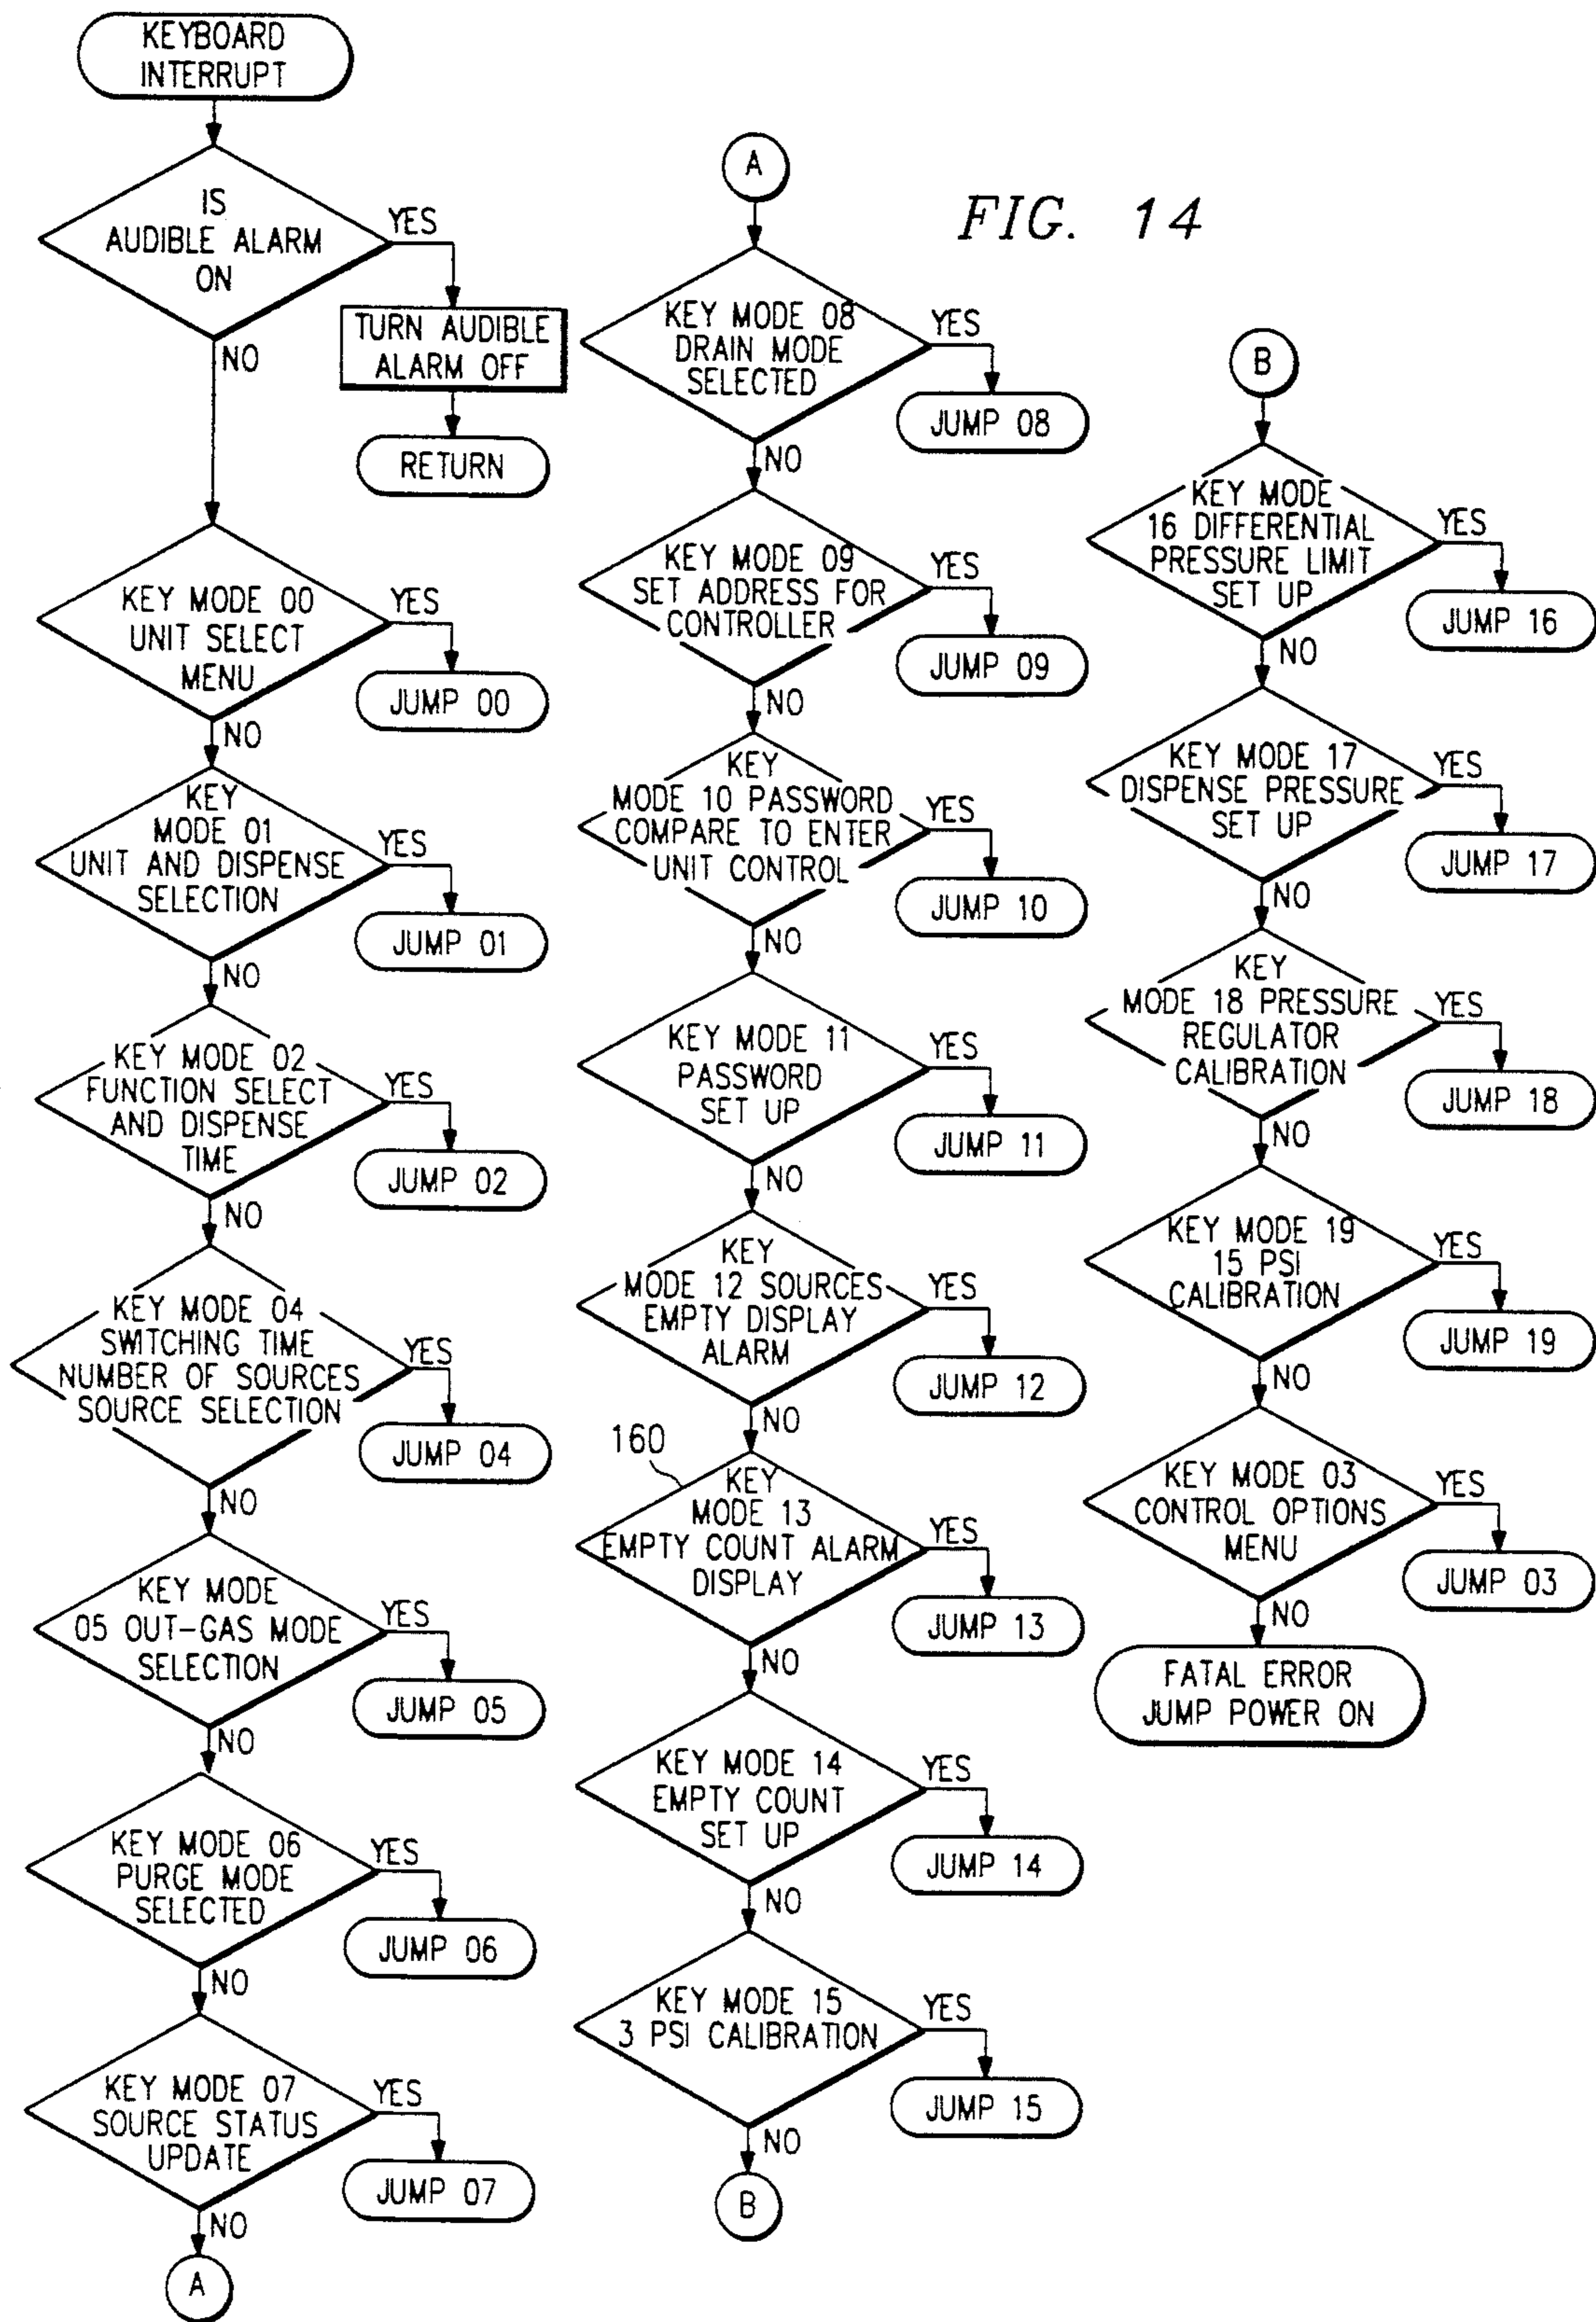 KEYBOARD
INTERRUPT
IS
AUDIBLE ALARM
ON
YES
TURN AUDIBLE
ALARM OFF
RETURN
NO
KEY MODE 00
UNIT SELECT
MENU
YES
JUMP 00
NO
KEY
MODE 01
UNIT AND DISPENSE
SELECTION
YES
JUMP 01
NO
KEY MODE 02
FUNCTION SELECT
AND DISPENSE
TIME
YES
JUMP 02
NO
KEY MODE 04
SWITCHING TIME
NUMBER OF SOURCES
SOURCE SELECTION
YES
JUMP 04
NO
KEY MODE
05 OUT-GAS MODE
SELECTION
YES
JUMP 05
NO
KEY MODE 06
PURGE MODE
SELECTED
YES
JUMP 06
NO
KEY MODE 07
SOURCE STATUS
UPDATE
YES
JUMP 07
NO
A
A
FIG. 14
KEY MODE 08
DRAIN MODE
SELECTED
YES
JUMP 08
NO
KEY MODE 09
SET ADDRESS FOR
CONTROLLER
YES
JUMP 09
NO
KEY
MODE 10 PASSWORD
COMPARE TO ENTER
UNIT CONTROL
YES
JUMP 10
NO
KEY MODE 11
PASSWORD
SET UP
YES
JUMP 11
NO
KEY
MODE 12 SOURCES
EMPTY DISPLAY
ALARM
YES
JUMP 12
NO
160
KEY
MODE 13
EMPTY COUNT ALARM
DISPLAY
YES
JUMP 13
NO
KEY MODE 14
EMPTY COUNT
SET UP
YES
JUMP 14
NO
KEY MODE 15
3 PSI CALIBRATION
YES
JUMP 15
NO
B
B
KEY MODE
16 DIFFERENTIAL
PRESSURE LIMIT
SET UP
YES
JUMP 16
NO
KEY MODE 17
DISPENSE PRESSURE
SET UP
YES
JUMP 17
NO
KEY
MODE 18 PRESSURE
REGULATOR
CALIBRATION
YES
JUMP 18
NO
KEY MODE 19
15 PSI
CALIBRATION
YES
JUMP 19
NO
KEY MODE 03
CONTROL OPTIONS
MENU
YES
JUMP 03
NO
FATAL ERROR
JUMP POWER ON